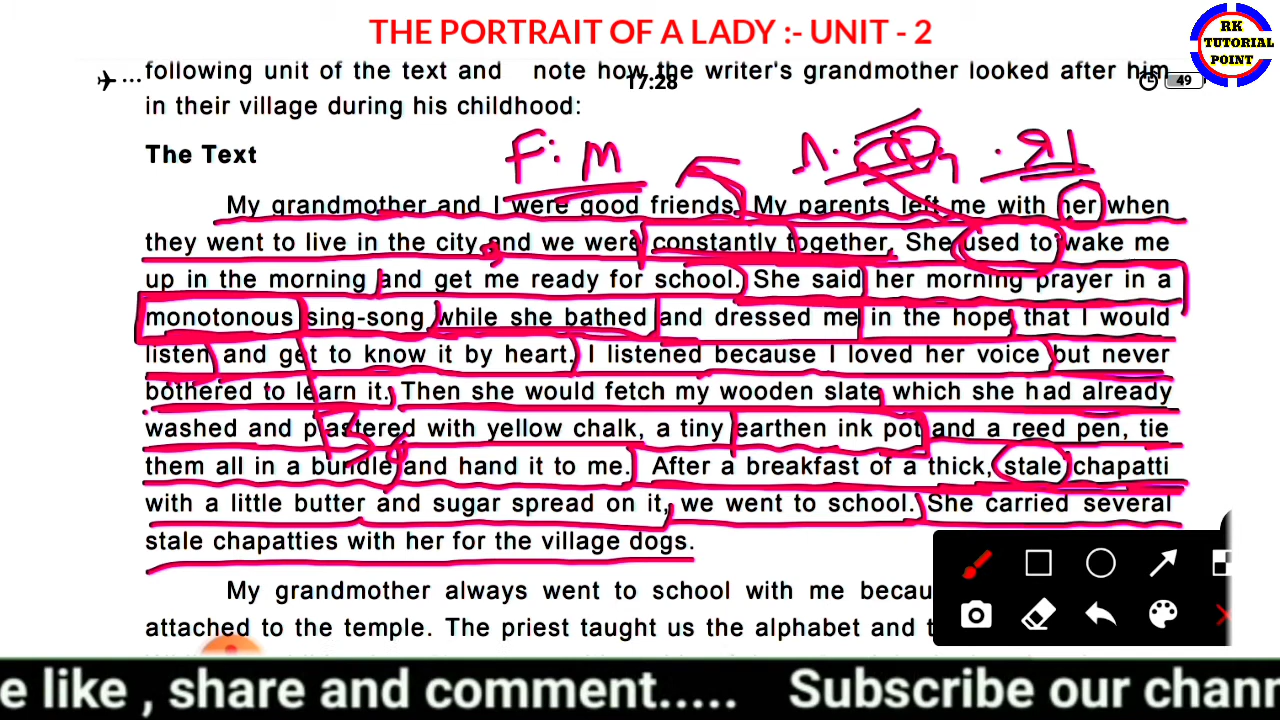 THE PORTRAIT OF A LADY :- UNIT - 2
RK
TUTORIAL
POINT
17:28
49
...following unit of the text and note how the writer's grandmother looked after him
in their village during his childhood:
The Text
F. M
My grandmother and I were good friends. My parents left me with her when
they went to live in the city and we were constantly together. She used to wake me
up in the morning and get me ready for school. She said her morning prayer in a
monotonous sing-song while she bathed and dressed me in the hope that I would
listen and get to know it by heart. I listened because I loved her voice but never
bothered to learn it. Then she would fetch my wooden slate which she had already
washed and plastered with yellow chalk, a tiny earthen ink pot and a reed pen, tie
them all in a bundle and hand it to me. After a breakfast of a thick, stale chapatti
with a little butter and sugar spread on it, we went to school. She carried several
stale chapatties with her for the village dogs.
My grandmother always went to school with me becau
attached to the temple. The priest taught us the alphabet and t
e like , share and comment..... Subscribe our chann